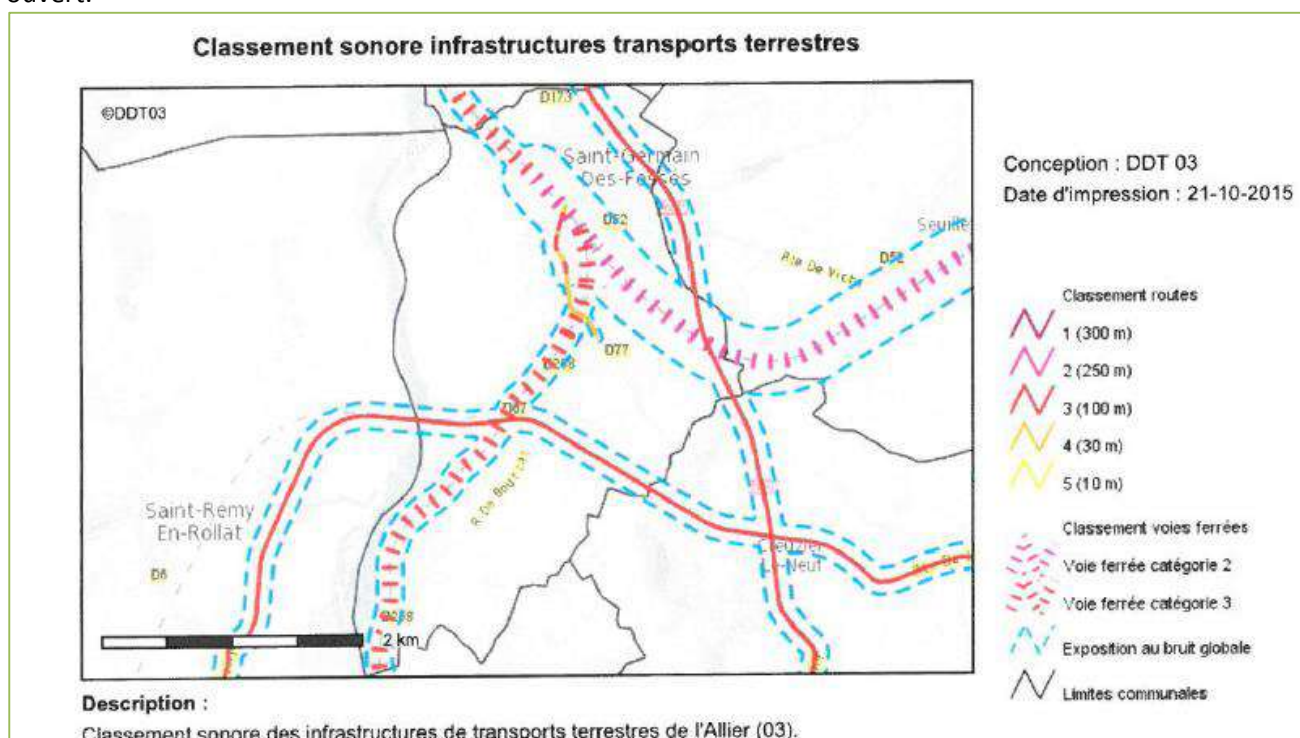 ouvert.
Classement sonore infrastructures transports terrestres
©DDT03
D173
Saint-Germain
Des-Fossés
D52
Seuillet
Rte De Vichy
D52
D77
D258
D67
R De Boutiri
Saint-Remy
En-Rollat
D6
Creuzier
Le-Neuf
D258
2 km
Conception : DDT 03
Date d'impression : 21-10-2015
Classement routes
1 (300 m)
2 (250 m)
3 (100 m)
4 (30 m)
5 (10 m)
Classement voies ferrées
Voie ferrée catégorie 2
Voie ferrée catégorie 3
Exposition au bruit globale
Limites communales
Description :
Classement sonore des infrastructures de transports terrestres de l'Allier (03).